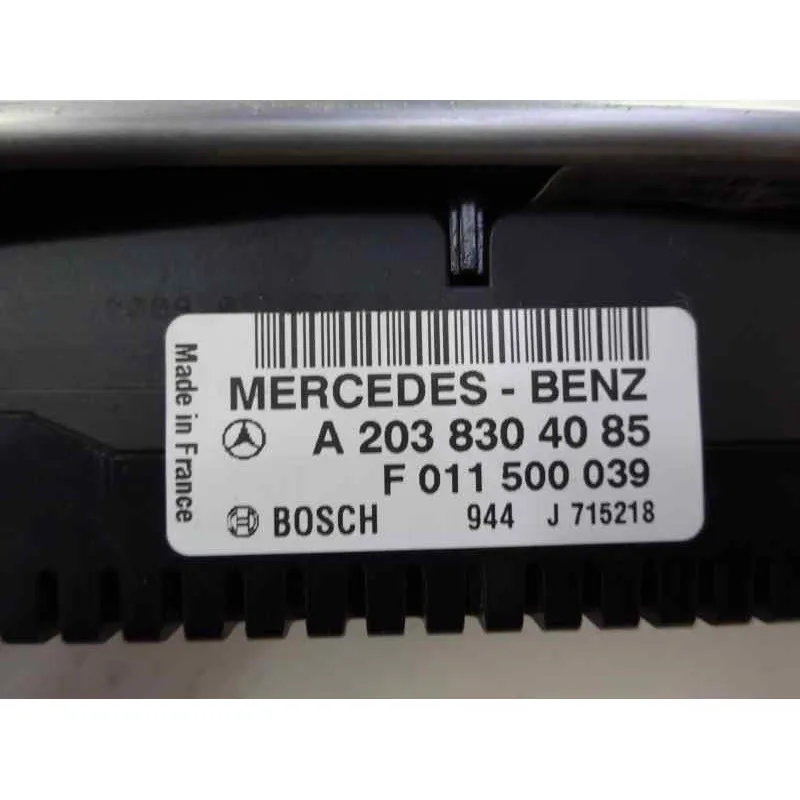 Made in France
MERCEDES - BENZ
A 203 830 40 85
F 011 500 039
BOSCH 944 J 715218